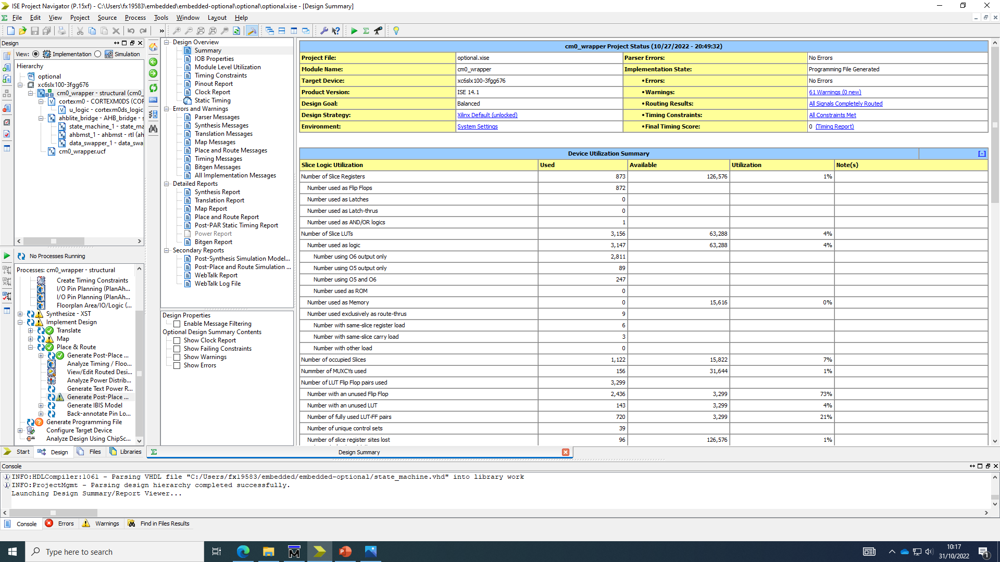 ISE Project Navigator (P.15xf) - C:\Users\fx19583\embedded\embedded-optional\optional\optional.xise - [Design Summary]
File Edit View Project Source Process Tools Window Layout Help
Design
View: Implementation Simulation
Hierarchy
optional
xc6slx100-3fgg676
cm0_wrapper - structural (cm0_
cortexm0 - CORTEXM0DS (COR
u_logic - cortexm0ds_logic
ahblite_bridge - AHB_bridge - s
state_machine_1 - state_ma
ahbmst_1 - ahbmst - rtl (ah
data_swapper_1 - data_swa
cm0_wrapper.ucf
No Processes Running
Processes: cm0_wrapper - structural
Create Timing Constraints
I/O Pin Planning (PlanAh...
I/O Pin Planning (PlanAh...
Floorplan Area/IO/Logic (...
Synthesize - XST
Implement Design
Translate
Map
Place & Route
Generate Post-Place ...
Analyze Timing / Floo...
View/Edit Routed Desi...
Analyze Power Distrib...
Generate Text Power R...
Generate Post-Place ...
Generate IBIS Model
Back-annotate Pin Lo...
Generate Programming File
Configure Target Device
Analyze Design Using ChipSc...
Start Design Files Libraries
Design Overview
Summary
IOB Properties
Module Level Utilization
Timing Constraints
Pinout Report
Clock Report
Static Timing
Errors and Warnings
Parser Messages
Synthesis Messages
Translation Messages
Map Messages
Place and Route Messages
Timing Messages
Bitgen Messages
All Implementation Messages
Detailed Reports
Synthesis Report
Translation Report
Map Report
Place and Route Report
Post-PAR Static Timing Report
Power Report
Bitgen Report
Secondary Reports
Post-Synthesis Simulation Model...
Post-Place and Route Simulation ...
WebTalk Report
WebTalk Log File
Design Properties
Enable Message Filtering
Optional Design Summary Contents
Show Clock Report
Show Failing Constraints
Show Warnings
Show Errors
cm0_wrapper Project Status (10/27/2022 - 20:49:32)
Project File: optional.xise Parser Errors: No Errors
Module Name: cm0_wrapper Implementation State: Programming File Generated
Target Device: xc6slx100-3fgg676 •Errors: No Errors
Product Version: ISE 14.1 •Warnings: 61 Warnings (0 new)
Design Goal: Balanced •Routing Results: All Signals Completely Routed
Design Strategy: Xilinx Default (unlocked) •Timing Constraints: All Constraints Met
Environment: System Settings •Final Timing Score: 0 (Timing Report)
Device Utilization Summary [-]
Slice Logic Utilization Used Available Utilization Note(s)
Number of Slice Registers 873 126,576 1%
Number used as Flip Flops 872
Number used as Latches 0
Number used as Latch-thrus 0
Number used as AND/OR logics 1
Number of Slice LUTs 3,156 63,288 4%
Number used as logic 3,147 63,288 4%
Number using O6 output only 2,811
Number using O5 output only 89
Number using O5 and O6 247
Number used as ROM 0
Number used as Memory 0 15,616 0%
Number used exclusively as route-thrus 9
Number with same-slice register load 6
Number with same-slice carry load 3
Number with other load 0
Number of occupied Slices 1,122 15,822 7%
Nummber of MUXCYs used 156 31,644 1%
Number of LUT Flip Flop pairs used 3,299
Number with an unused Flip Flop 2,436 3,299 73%
Number with an unused LUT 143 3,299 4%
Number of fully used LUT-FF pairs 720 3,299 21%
Number of unique control sets 39
Number of slice register sites lost 96 126,576 1%
Design Summary
Console
INFO:HDLCompiler:1061 - Parsing VHDL file "C:/Users/fx19583/embedded/embedded-optional/state_machine.vhd" into library work
INFO:ProjectMgmt - Parsing design hierarchy completed successfully.
Launching Design Summary/Report Viewer...
Console Errors Warnings Find in Files Results
Type here to search
10:17
31/10/2022
1